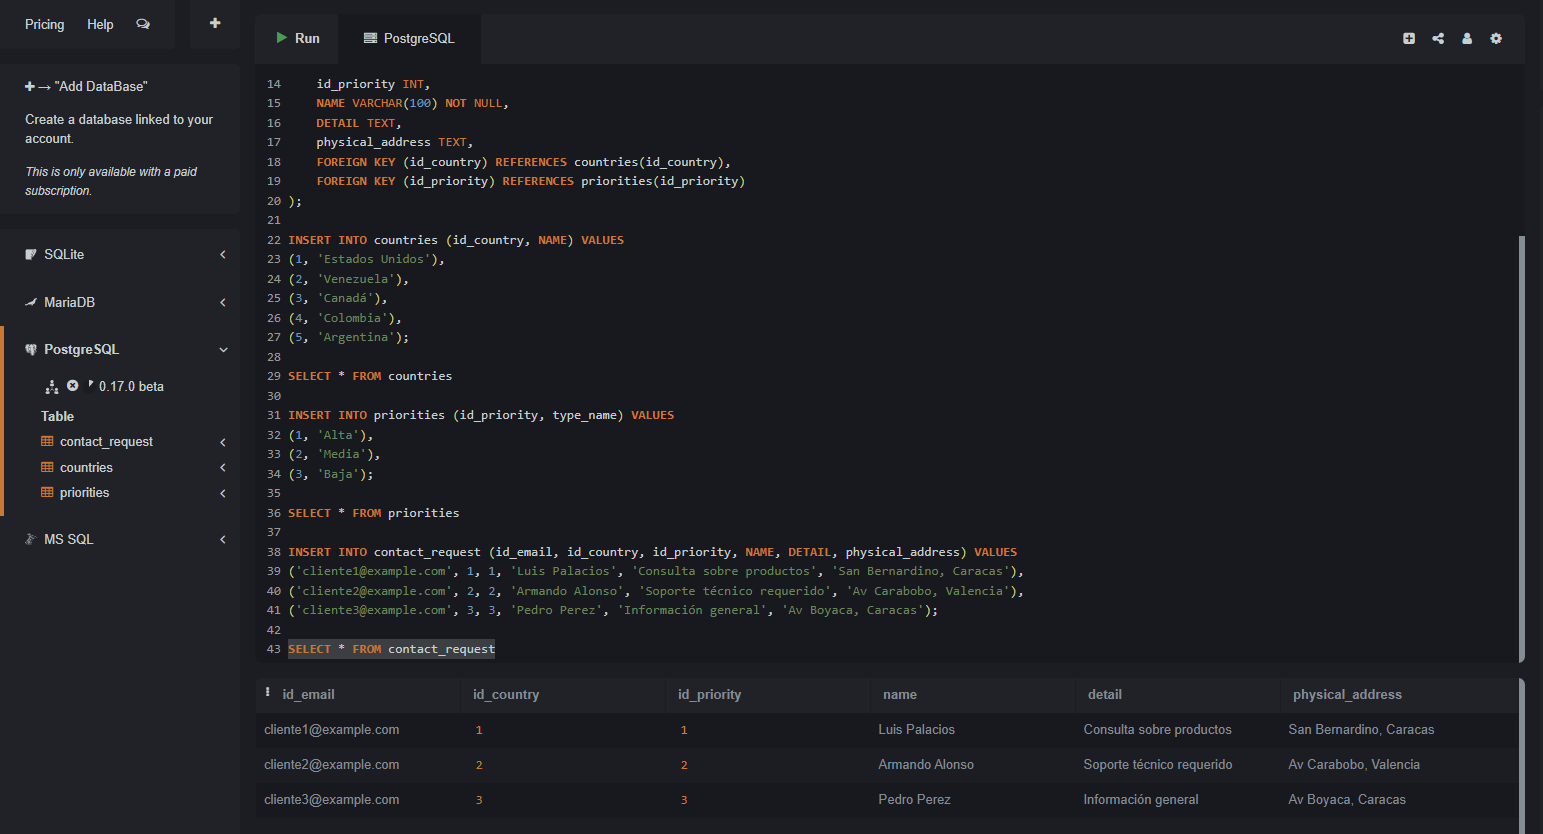 Pricing Help
"Add DataBase"
Create a database linked to your
account.
This is only available with a paid
subscription.
SQLite
MariaDB
PostgreSQL
0.17.0 beta
Table
contact_request
countries
priorities
MS SQL
Run PostgreSQL
14 id_priority INT,
15 NAME VARCHAR(100) NOT NULL,
16 DETAIL TEXT,
17 physical_address TEXT,
18 FOREIGN KEY (id_country) REFERENCES countries(id_country),
19 FOREIGN KEY (id_priority) REFERENCES priorities(id_priority)
20 );
21
22 INSERT INTO countries (id_country, NAME) VALUES
23 (1, 'Estados Unidos'),
24 (2, 'Venezuela'),
25 (3, 'Canadá'),
26 (4, 'Colombia'),
27 (5, 'Argentina');
28
29 SELECT * FROM countries
30
31 INSERT INTO priorities (id_priority, type_name) VALUES
32 (1, 'Alta'),
33 (2, 'Media'),
34 (3, 'Baja');
35
36 SELECT * FROM priorities
37
38 INSERT INTO contact_request (id_email, id_country, id_priority, NAME, DETAIL, physical_address) VALUES
39 ('cliente1@example.com', 1, 1, 'Luis Palacios', 'Consulta sobre productos', 'San Bernardino, Caracas'),
40 ('cliente2@example.com', 2, 2, 'Armando Alonso', 'Soporte técnico requerido', 'Av Carabobo, Valencia'),
41 ('cliente3@example.com', 3, 3, 'Pedro Perez', 'Información general', 'Av Boyaca, Caracas');
42
43 SELECT * FROM contact_request
id_email id_country id_priority name detail physical_address
cliente1@example.com 1 1 Luis Palacios Consulta sobre productos San Bernardino, Caracas
cliente2@example.com 2 2 Armando Alonso Soporte técnico requerido Av Carabobo, Valencia
cliente3@example.com 3 3 Pedro Perez Información general Av Boyaca, Caracas